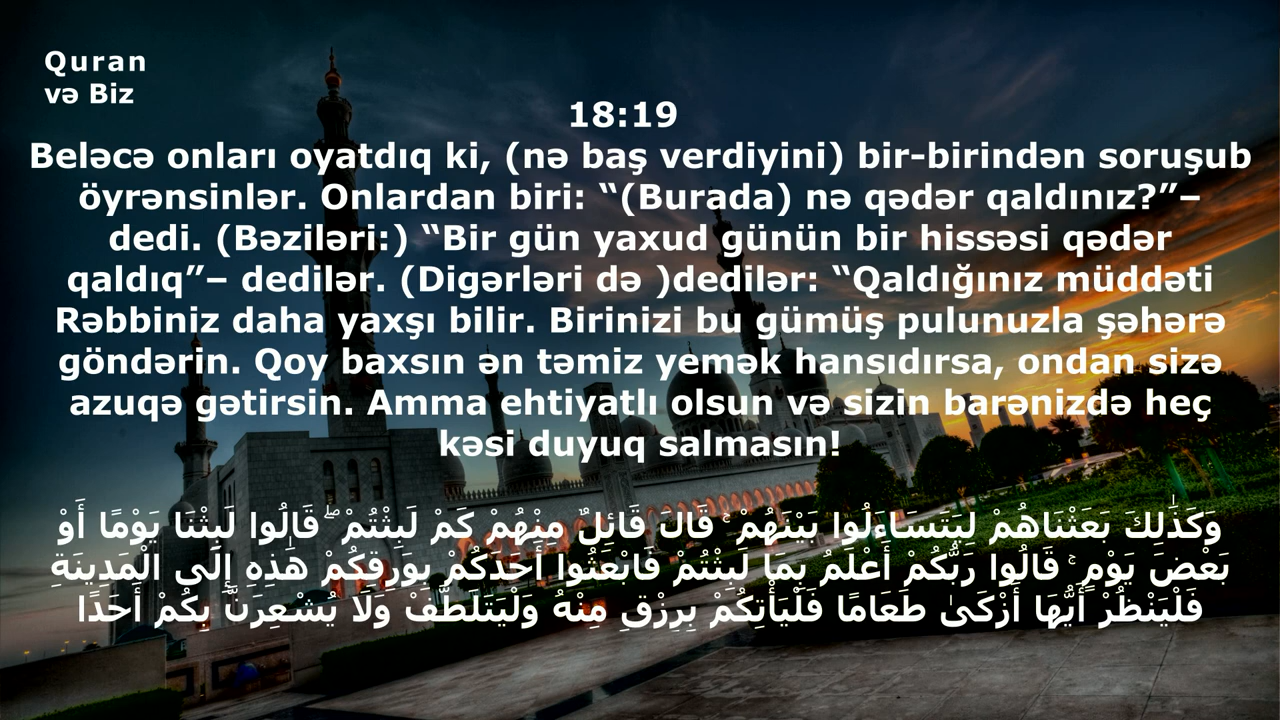 Quran
və Biz
18:19
Beləcə onları oyatdıq ki, (nə baş verdiyini) bir-birindən soruşub
öyrənsinlər. Onlardan biri: “(Burada) nə qədər qaldınız?”–
dedi. (Bəziləri:) “Bir gün yaxud günün bir hissəsi qədər
qaldıq”– dedilər. (Digərləri də )dedilər: “Qaldığınız müddəti
Rəbbiniz daha yaxşı bilir. Birinizi bu gümüş pulunuzla şəhərə
göndərin. Qoy baxsın ən təmiz yemək hansıdırsa, ondan sizə
azuqə gətirsin. Amma ehtiyatlı olsun və sizin barənizdə heç
kəsi duyuq salmasın!
وَكَذَٰلِكَ بَعَثْنَاهُمْ لِيَتَسَاءَلُوا بَيْنَهُمْ ۚ قَالَ قَائِلٌ مِنْهُمْ كَمْ لَبِثْتُمْ ۖ قَالُوا لَبِثْنَا يَوْمًا أَوْ
بَعْضَ يَوْمٍ ۚ قَالُوا رَبُّكُمْ أَعْلَمُ بِمَا لَبِثْتُمْ فَابْعَثُوا أَحَدَكُمْ بِوَرِقِكُمْ هَٰذِهِ إِلَى الْمَدِينَةِ
فَلْيَنْظُرْ أَيُّهَا أَزْكَىٰ طَعَامًا فَلْيَأْتِكُمْ بِرِزْقٍ مِنْهُ وَلْيَتَلَطَّفْ وَلَا يُشْعِرَنَّ بِكُمْ أَحَدًا